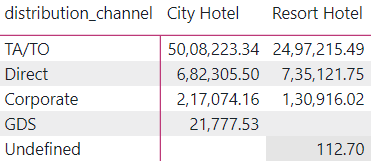 distribution_channel City Hotel Resort Hotel
TA/TO 50,08,223.34 24,97,215.49
Direct 6,82,305.50 7,35,121.75
Corporate 2,17,074.16 1,30,916.02
GDS 21,777.53
Undefined 112.70